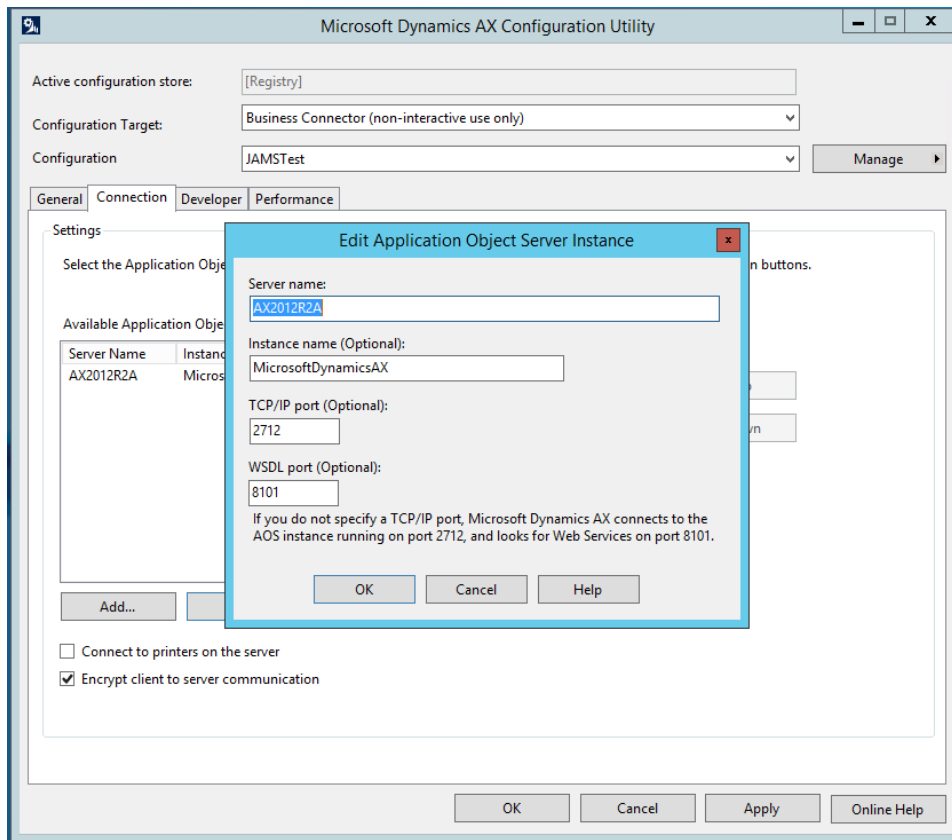 Microsoft Dynamics AX Configuration Utility
Active configuration store:
[Registry]
Configuration Target:
Business Connector (non-interactive use only)
Configuration
JAMSTest
Manage
General Connection Developer Performance
Settings
Select the Application Obje
n buttons.
Available Application Objec
Server Name Instanc
AX2012R2A Micros
vn
Add...
Connect to printers on the server
Encrypt client to server communication
Edit Application Object Server Instance
Server name:
AX2012R2A
Instance name (Optional):
MicrosoftDynamicsAX
TCP/IP port (Optional):
2712
WSDL port (Optional):
8101
If you do not specify a TCP/IP port, Microsoft Dynamics AX connects to the
AOS instance running on port 2712, and looks for Web Services on port 8101.
OK Cancel Help
OK Cancel Apply Online Help